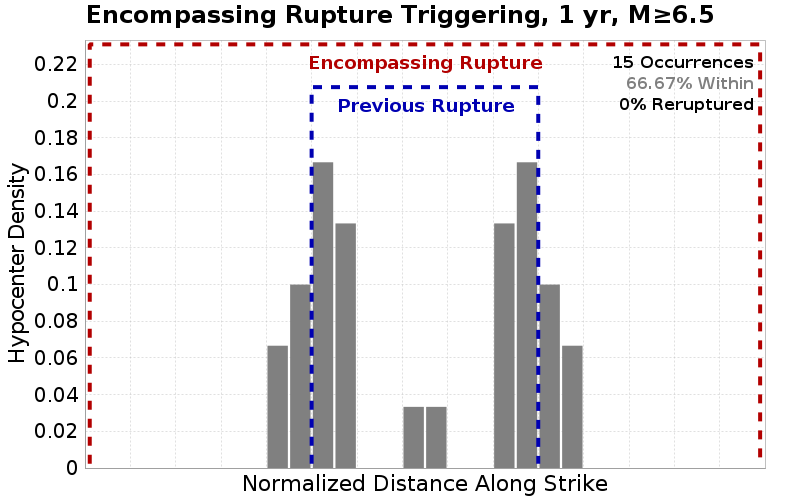 Encompassing Rupture Triggering, 1 yr, M≥6.5
Encompassing Rupture
Previous Rupture
15 Occurrences
66.67% Within
0% Reruptured
Hypocenter Density
0.22
0.2
0.18
0.16
0.14
0.12
0.1
0.08
0.06
0.04
0.02
0
Normalized Distance Along Strike